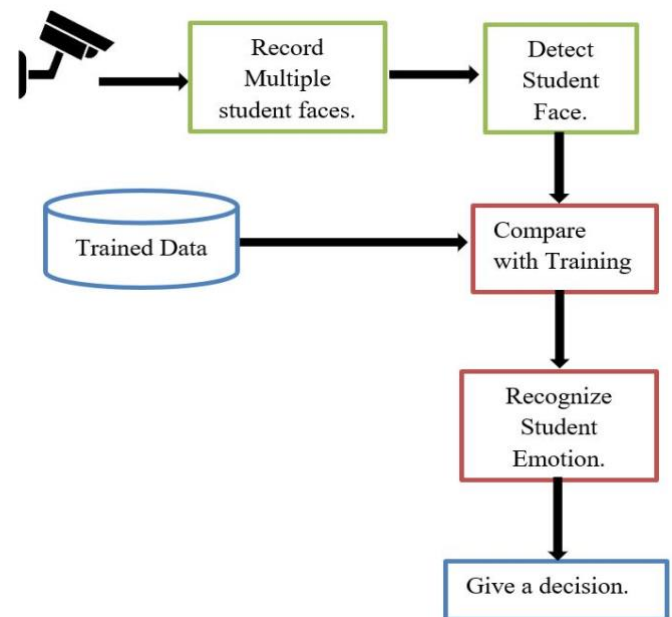 Record
Multiple
student faces.
Detect
Student
Face.
Trained Data
Compare
with Training
Recognize
Student
Emotion.
Give a decision.